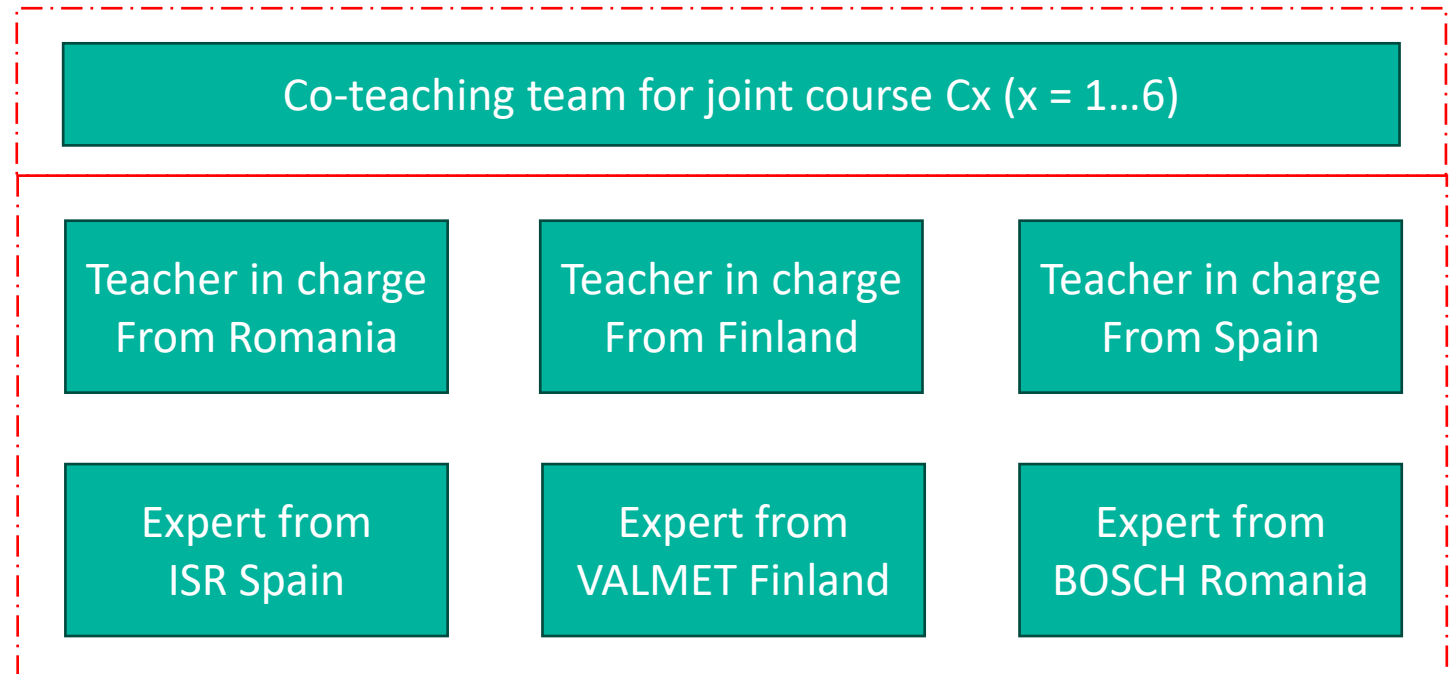 Co-teaching team for joint course Cx (x = 1…6)
Teacher in charge
From Romania
Teacher in charge
From Finland
Teacher in charge
From Spain
Expert from
ISR Spain
Expert from
VALMET Finland
Expert from
BOSCH Romania